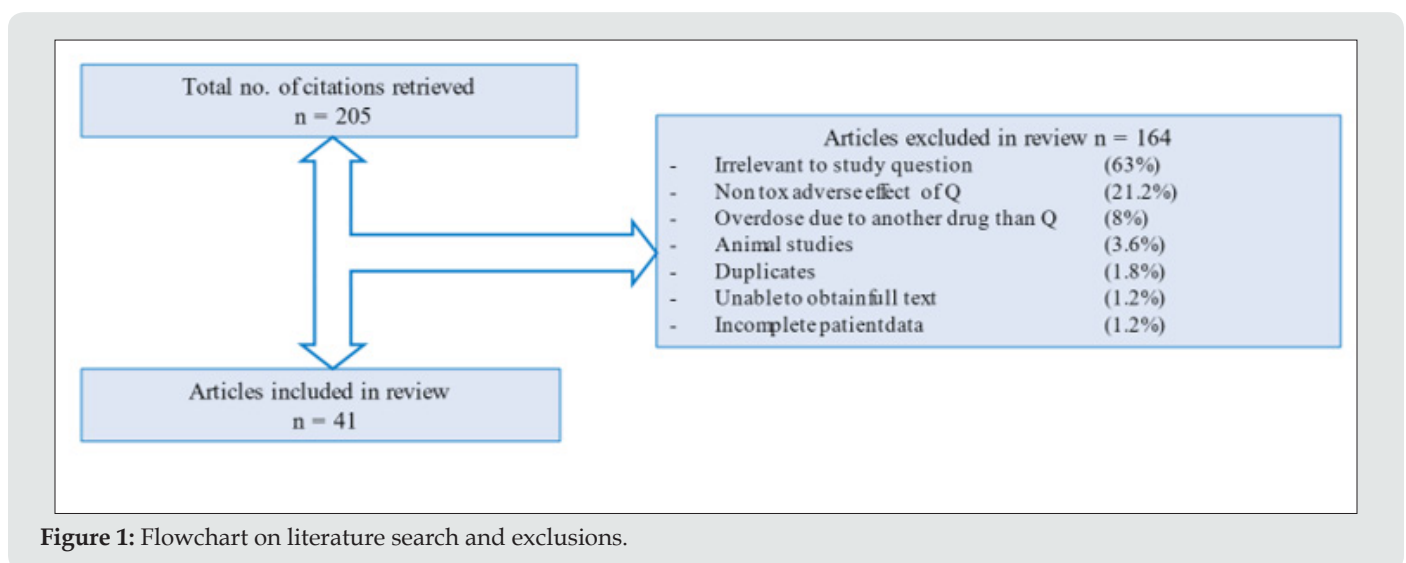 Total no. of citations retrieved
n = 205
Articles excluded in review n = 164
- Irrelevant to study question (63%)
- Non tox adverse effect of Q (21.2%)
- Overdose due to another drug than Q (8%)
- Animal studies (3.6%)
- Duplicates (1.8%)
- Unable to obtain full text (1.2%)
- Incomplete patient data (1.2%)
Articles included in review
n = 41
Figure 1: Flowchart on literature search and exclusions.